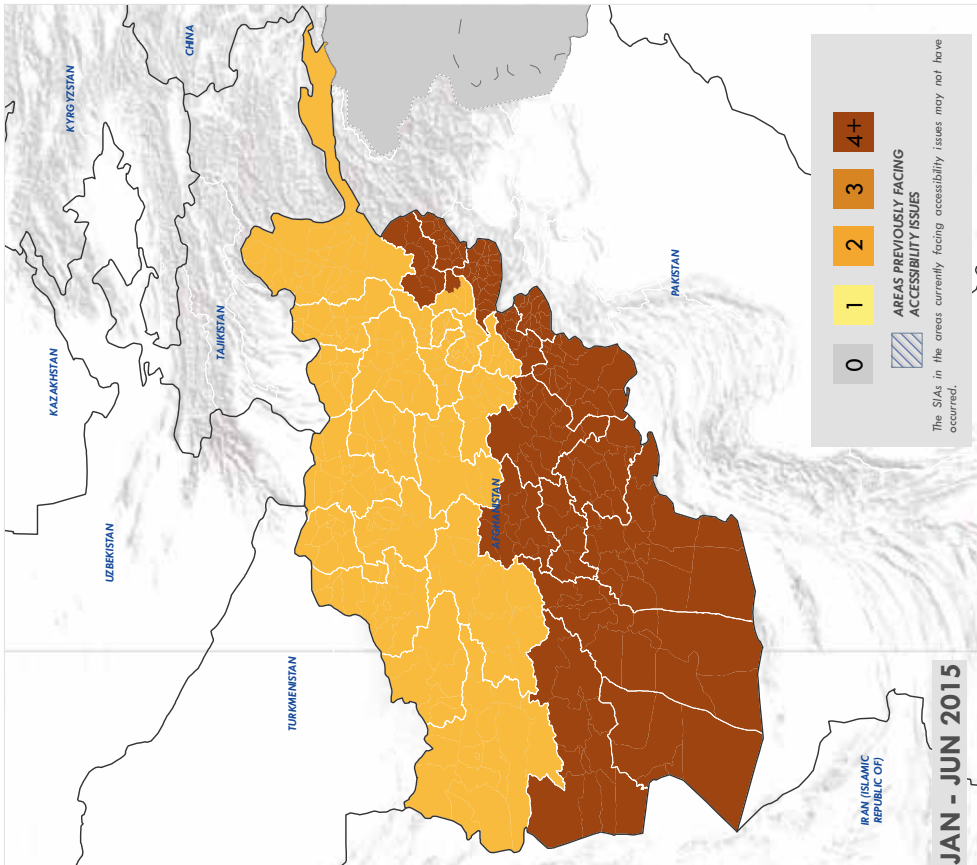 CHINA
KYRGYZSTAN
KAZAKHSTAN
TAJIKISTAN
UZBEKISTAN
TURKMENISTAN
AFGHANISTAN
PAKISTAN
IRAN (ISLAMIC
REPUBLIC OF)
0 1 2 3 4+
AREAS PREVIOUSLY FACING
ACCESSIBILITY ISSUES
The SIAs in the areas currently facing accessibility issues may not have
occurred.
JAN - JUN 2015